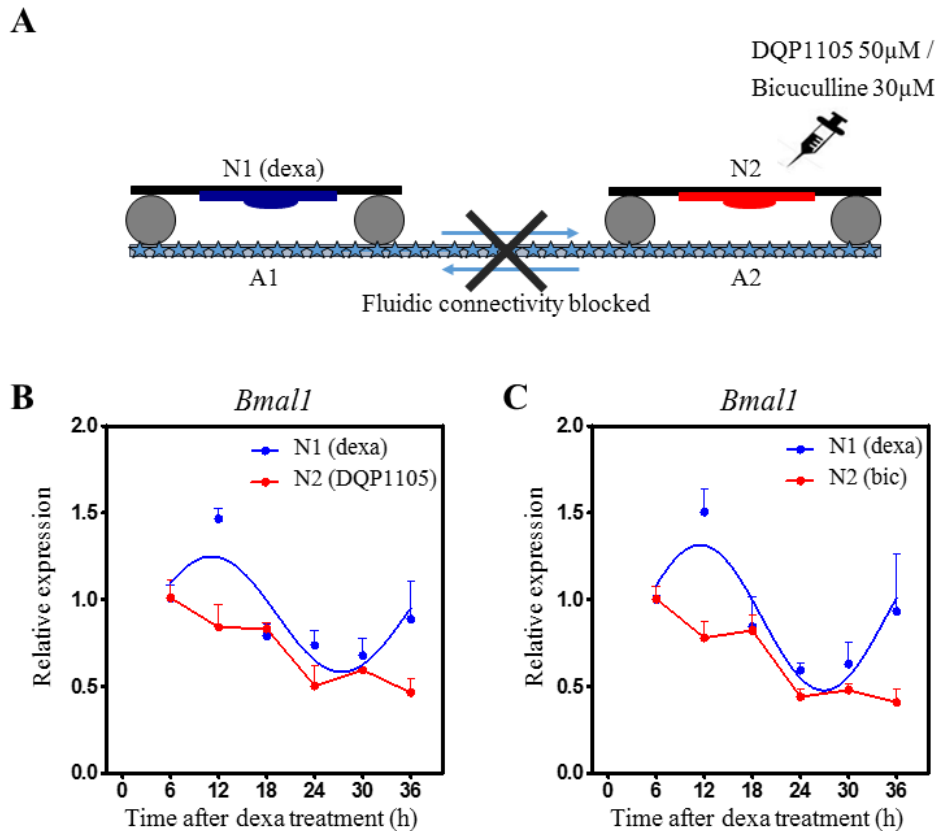 A
DQP1105 50μM /
Bicuculline 30μM
N1 (dexa)
N2
A1
A2
Fluidic connectivity blocked
B
Bmal1
N1 (dexa)
N2 (DQP1105)
Relative expression
2.0
1.5
1.0
0.5
0.0
0 6 12 18 24 30 36
Time after dexa treatment (h)
C
Bmal1
N1 (dexa)
N2 (bic)
Relative expression
2.0
1.5
1.0
0.5
0.0
0 6 12 18 24 30 36
Time after dexa treatment (h)